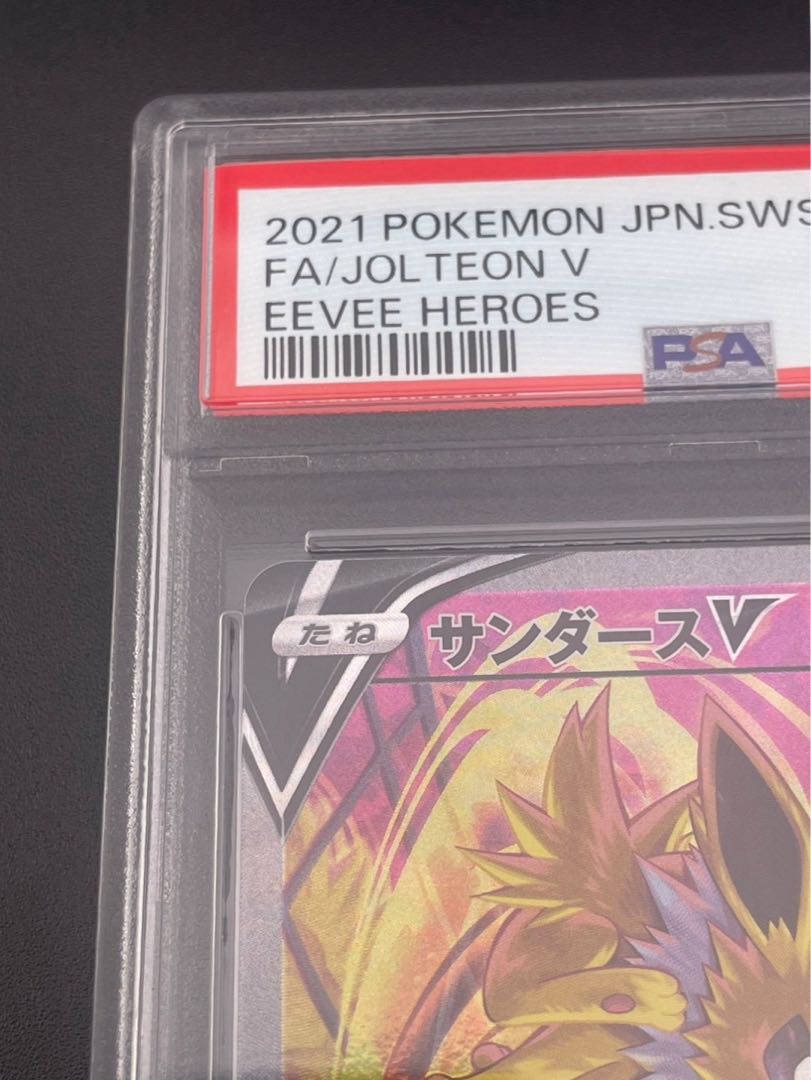 2021 POKEMON JPN.SWS
FA/JOLTEON V
EEVEE HEROES
PSA
たね サンダースV